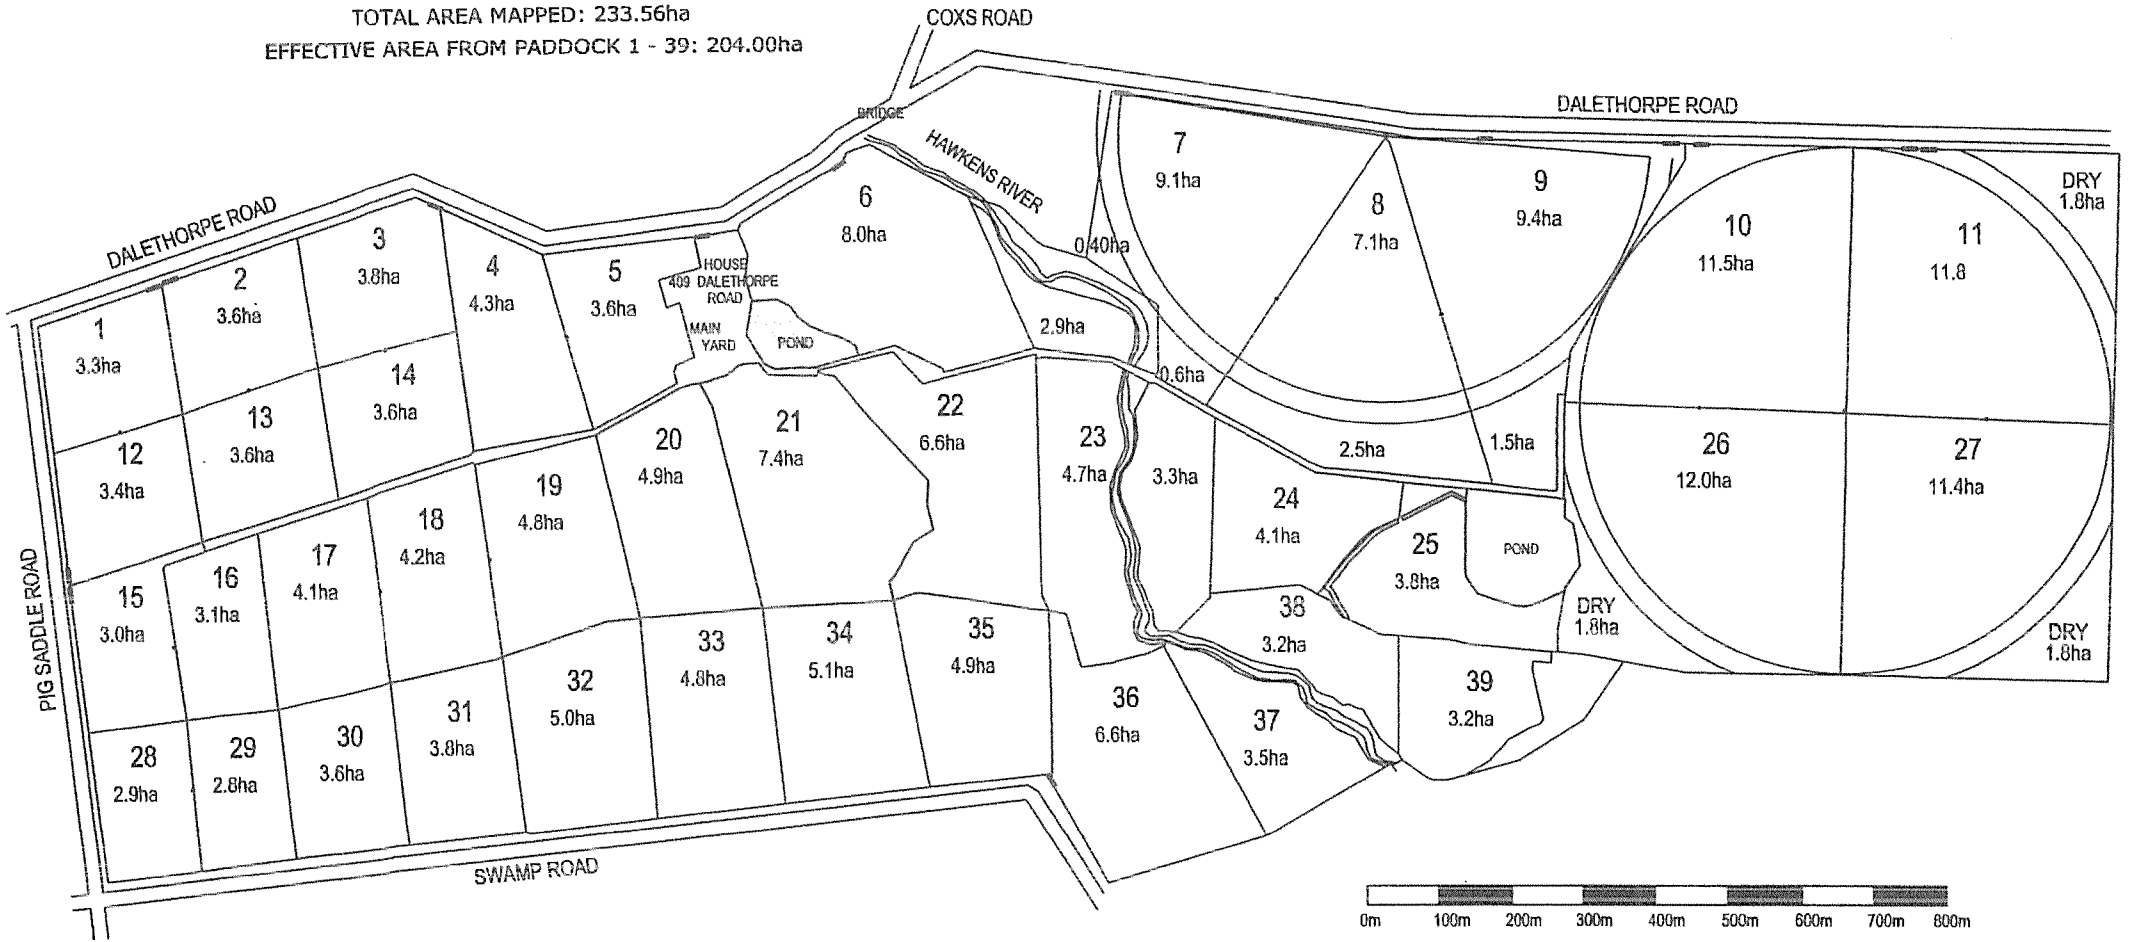 TOTAL AREA MAPPED: 233.56ha
EFFECTIVE AREA FROM PADDOCK 1 - 39: 204.00ha
COXS ROAD
BRIDGE
DALETHORPE ROAD
HAWKENS RIVER
DALETHORPE ROAD
1
3.3ha
2
3.6ha
3
3.8ha
4
4.3ha
5
3.6ha
HOUSE
409 DALETHORPE
ROAD
MAIN
YARD
POND
6
8.0ha
2.9ha
0.40ha
0.6ha
7
9.1ha
8
7.1ha
9
9.4ha
10
11.5ha
11
11.8
DRY
1.8ha
12
3.4ha
13
3.6ha
14
3.6ha
15
3.0ha
16
3.1ha
17
4.1ha
18
4.2ha
19
4.8ha
20
4.9ha
21
7.4ha
22
6.6ha
23
4.7ha
3.3ha
24
4.1ha
2.5ha
1.5ha
25
3.8ha
POND
26
12.0ha
27
11.4ha
DRY
1.8ha
DRY
1.8ha
PIG SADDLE ROAD
28
2.9ha
29
2.8ha
30
3.6ha
31
3.8ha
32
5.0ha
33
4.8ha
34
5.1ha
35
4.9ha
36
6.6ha
37
3.5ha
38
3.2ha
39
3.2ha
SWAMP ROAD
0m 100m 200m 300m 400m 500m 600m 700m 800m